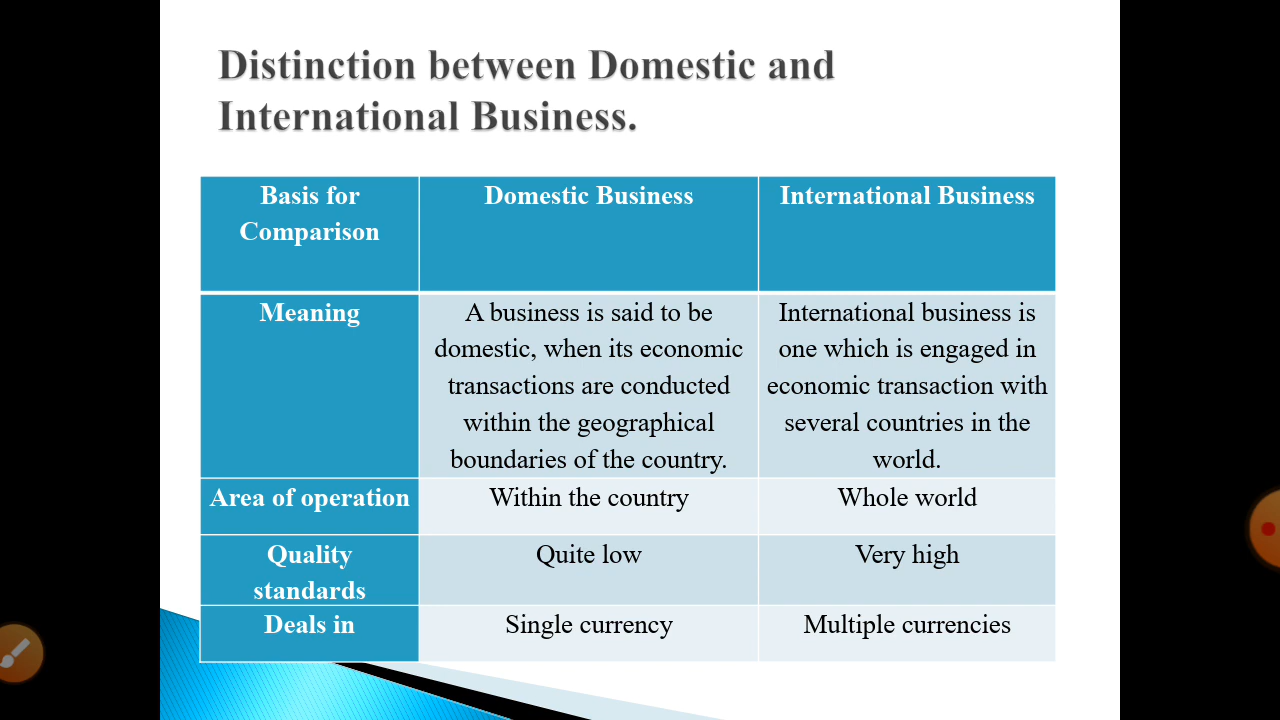 Distinction between Domestic and
International Business.
Basis for
Comparison
Domestic Business
International Business
Meaning
A business is said to be
domestic, when its economic
transactions are conducted
within the geographical
boundaries of the country.
International business is
one which is engaged in
economic transaction with
several countries in the
world.
Area of operation
Within the country
Whole world
Quality
standards
Quite low
Very high
Deals in
Single currency
Multiple currencies